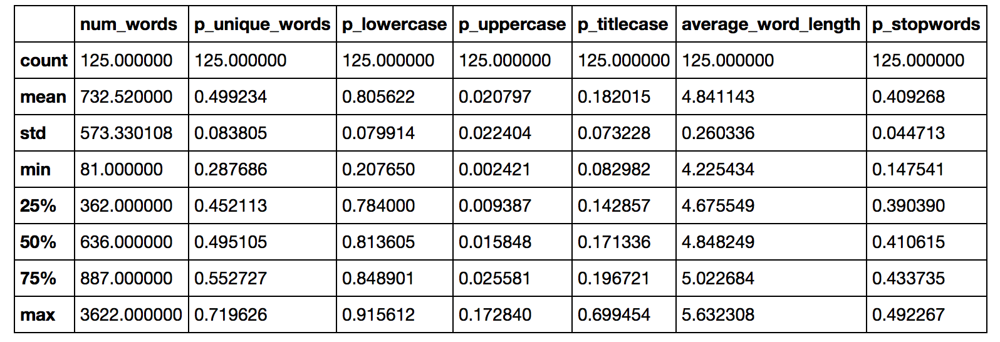 num_words p_unique_words p_lowercase p_uppercase p_titlecase average_word_length p_stopwords
count 125.000000 125.000000 125.000000 125.000000 125.000000 125.000000 125.000000
mean 732.520000 0.499234 0.805622 0.020797 0.182015 4.841143 0.409268
std 573.330108 0.083805 0.079914 0.022404 0.073228 0.260336 0.044713
min 81.000000 0.287686 0.207650 0.002421 0.082982 4.225434 0.147541
25% 362.000000 0.452113 0.784000 0.009387 0.142857 4.675549 0.390390
50% 636.000000 0.495105 0.813605 0.015848 0.171336 4.848249 0.410615
75% 887.000000 0.552727 0.848901 0.025581 0.196721 5.022684 0.433735
max 3622.000000 0.719626 0.915612 0.172840 0.699454 5.632308 0.492267